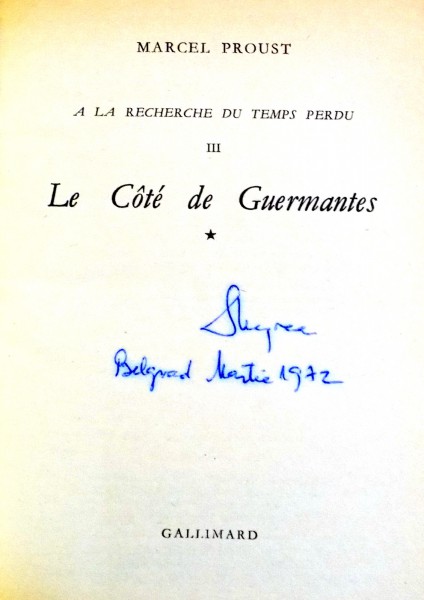 MARCEL PROUST
A LA RECHERCHE DU TEMPS PERDU
III
Le Côté de Guermantes
★
Belgrad Martie 1972
GALLIMARD